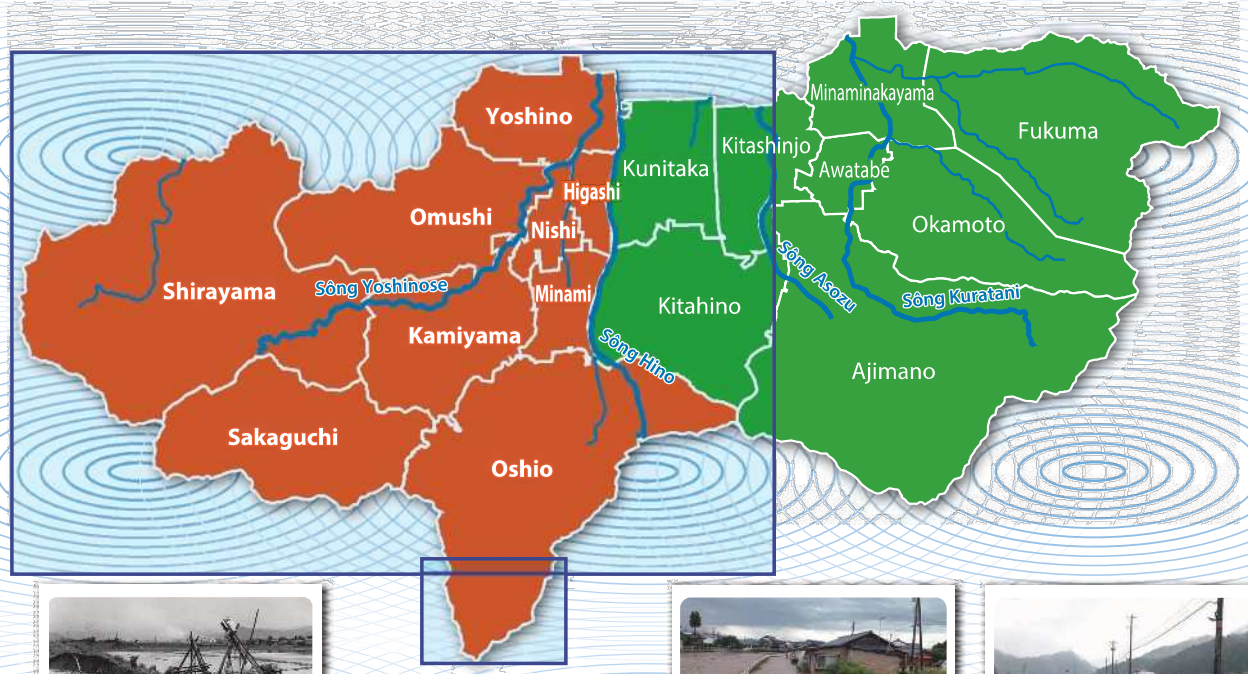 Minaminakayama
Yoshino
Fukuma
Kitashinjo
Kunitaka
Awatabe
Higashi
Omushi
Okamoto
Nishi
Sông Asozu
Shirayama
Sông Yoshinose
Minami
Sông Kuratani
Kitahino
Kamiyama
Sông Hino
Ajimano
Sakaguchi
Oshio